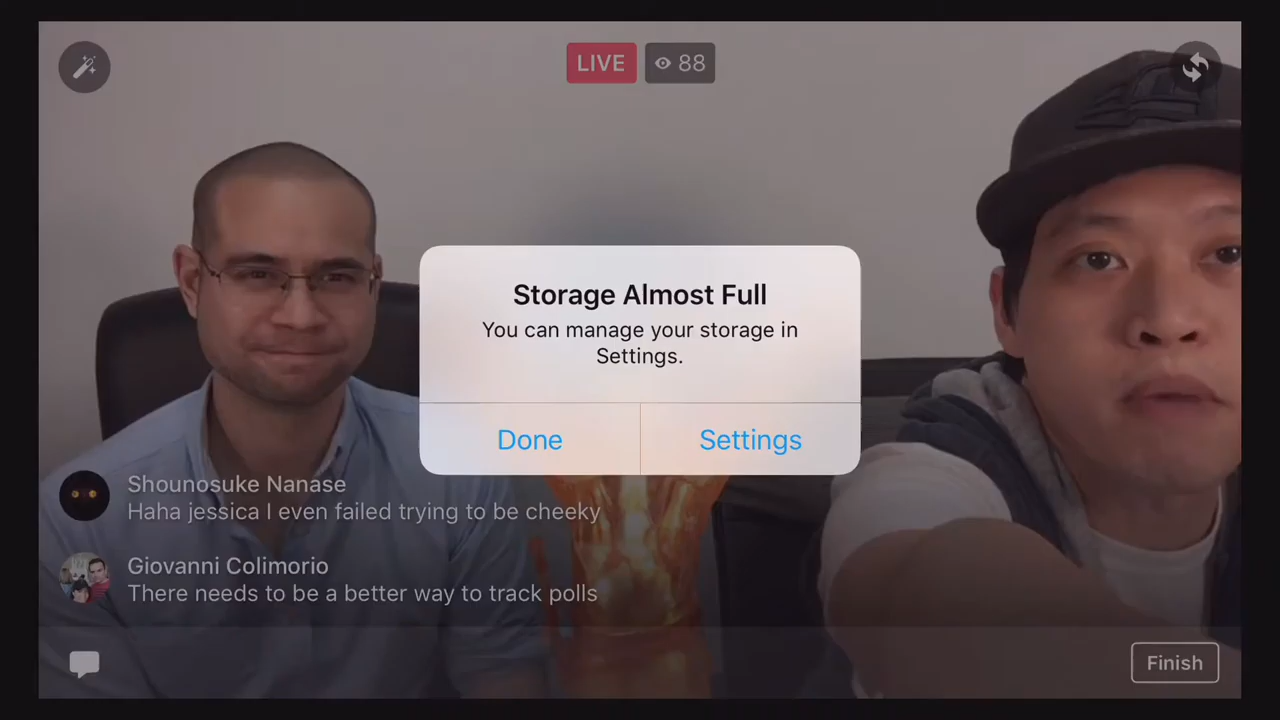 LIVE 88
Storage Almost Full
You can manage your storage in
Settings.
Done Settings
Shounosuke Nanase
Haha jessica I even failed trying to be cheeky
Giovanni Colimorio
There needs to be a better way to track polls
Finish